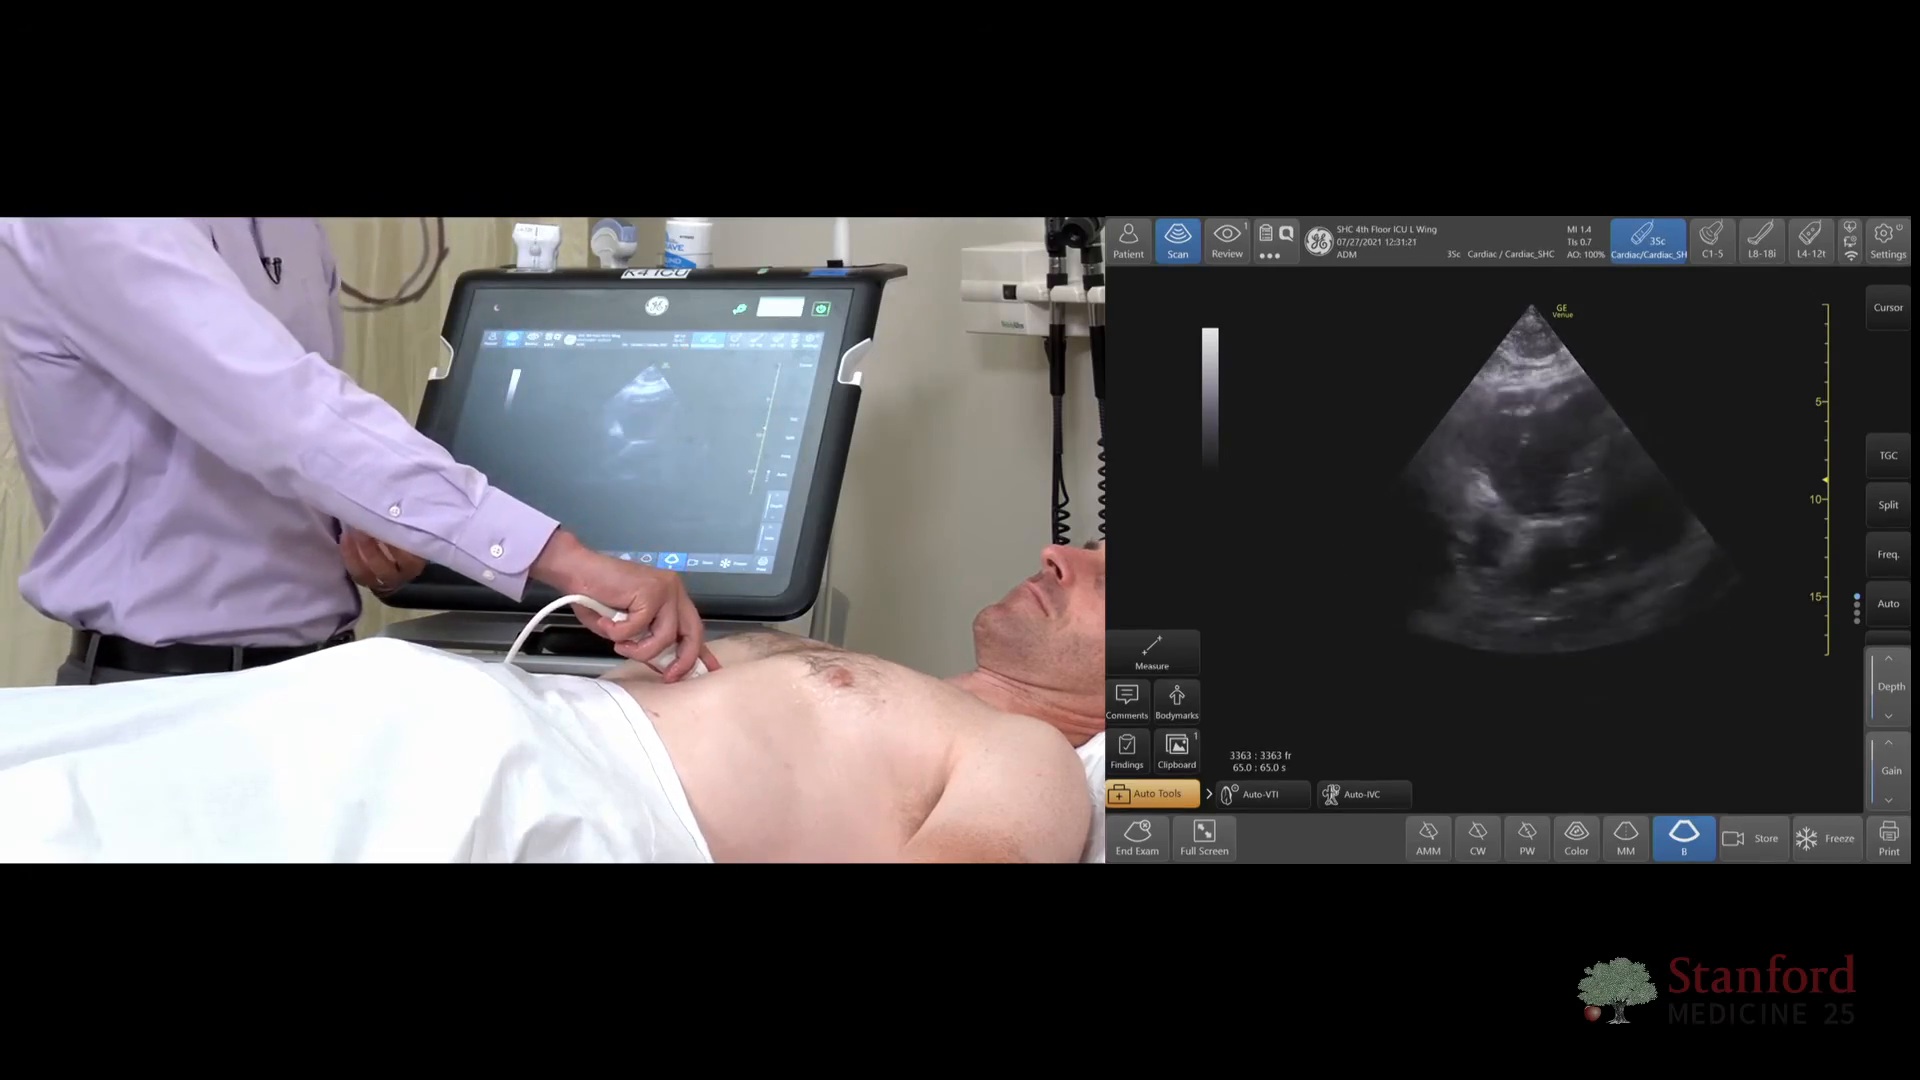 K4 ICU
Patient
Scan
Review
1
SHC 4th Floor ICU L Wing
07/27/2021 12:31:21
ADM
3Sc Cardiac / Cardiac_SHC
MI 1.4
TIs 0.7
AO: 100%
3Sc
Cardiac/Cardiac_SH
C1-5
L8-18i
L4-12t
Settings
GE
Venue
Cursor
5
TGC
10
Split
Freq.
15
Auto
Measure
Depth
Comments
Bodymarks
1
Findings
Clipboard
3363 : 3363 fr
65.0 : 65.0 s
Gain
Auto Tools
Auto-VTI
Auto-IVC
End Exam
Full Screen
AMM
CW
PW
Color
MM
B
Store
Freeze
Print
Stanford
MEDICINE 25